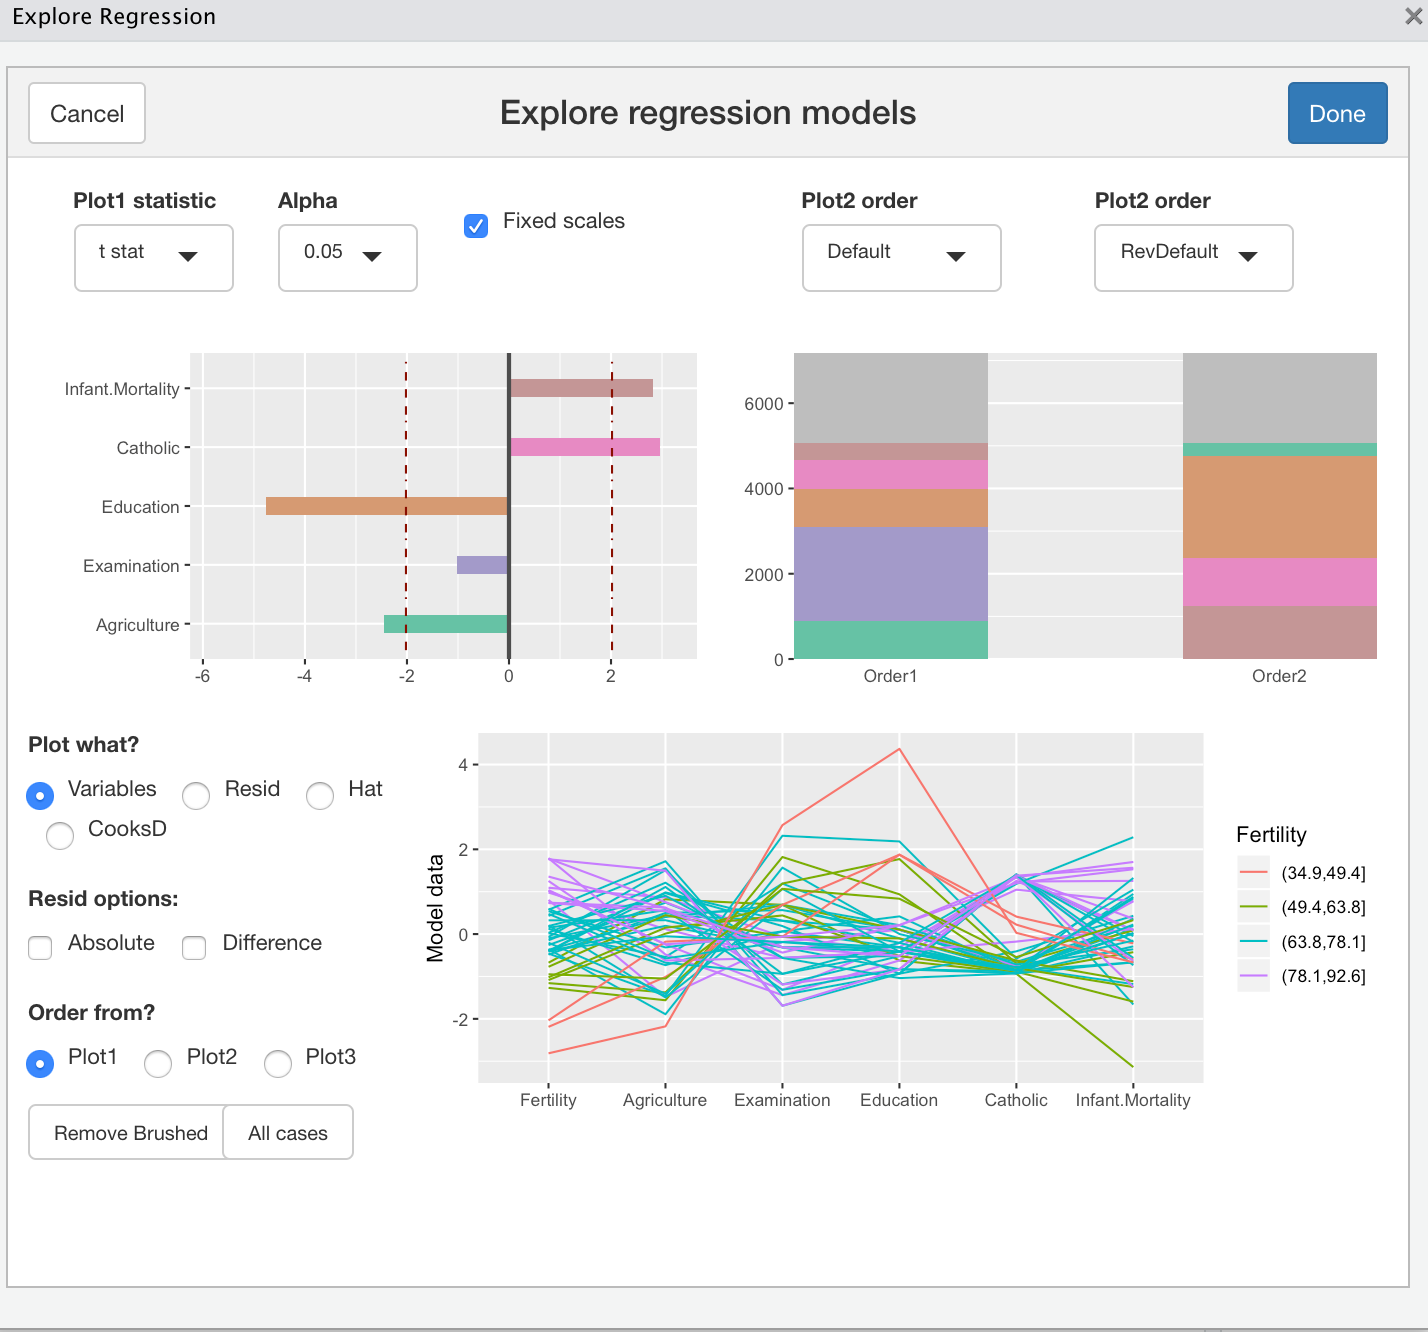 Explore Regression
Cancel
Explore regression models
Done
Plot1 statistic
Alpha
Fixed scales
Plot2 order
Plot2 order
t stat
0.05
Default
RevDefault
Infant.Mortality
Catholic
Education
Examination
Agriculture
-6 -4 -2 0 2
6000
4000
2000
0
Order1 Order2
Plot what?
Variables Resid Hat
CooksD
Resid options:
Absolute Difference
Order from?
Plot1 Plot2 Plot3
Remove Brushed All cases
Model data
4
2
0
-2
Fertility Agriculture Examination Education Catholic Infant.Mortality
Fertility
(34.9,49.4]
(49.4,63.8]
(63.8,78.1]
(78.1,92.6]